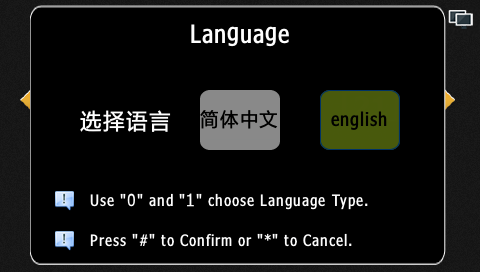 Language
选择语言 简体中文 english
Use "0" and "1" choose Language Type.
Press "#" to Confirm or "*" to Cancel.